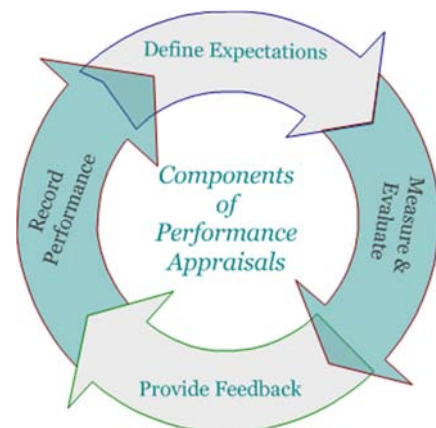 Define Expectations
Measure &
Evaluate
Provide Feedback
Record
Performance
Components
of
Performance
Appraisals